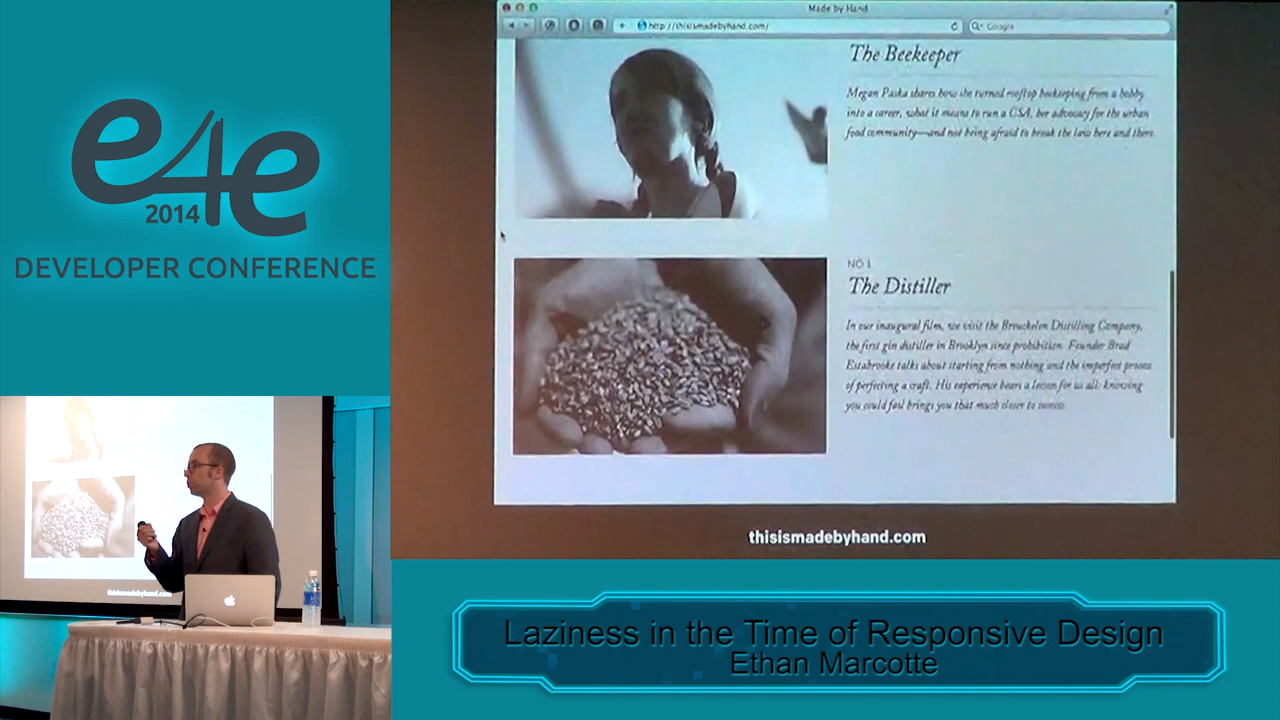 e4e
2014
DEVELOPER CONFERENCE
Made by Hand
http://thisismadebyhand.com/
Google
The Beekeeper
Megan Paska shares how she turned rooftop beekeeping from a hobby
into a career, what it means to run a CSA, her advocacy for the urban
food community—and not being afraid to break the law here and there.
NO 1
The Distiller
In our inaugural film, we visit the Breuckelen Distilling Company,
the first gin distiller in Brooklyn since prohibition. Founder Brad
Estabrooke talks about starting from nothing and the imperfect process
of perfecting a craft. His experience bears a lesson for us all: knowing
you could fail brings you that much closer to success.
thisismadebyhand.com
thisismadebyhand.com
Laziness in the Time of Responsive Design
Ethan Marcotte